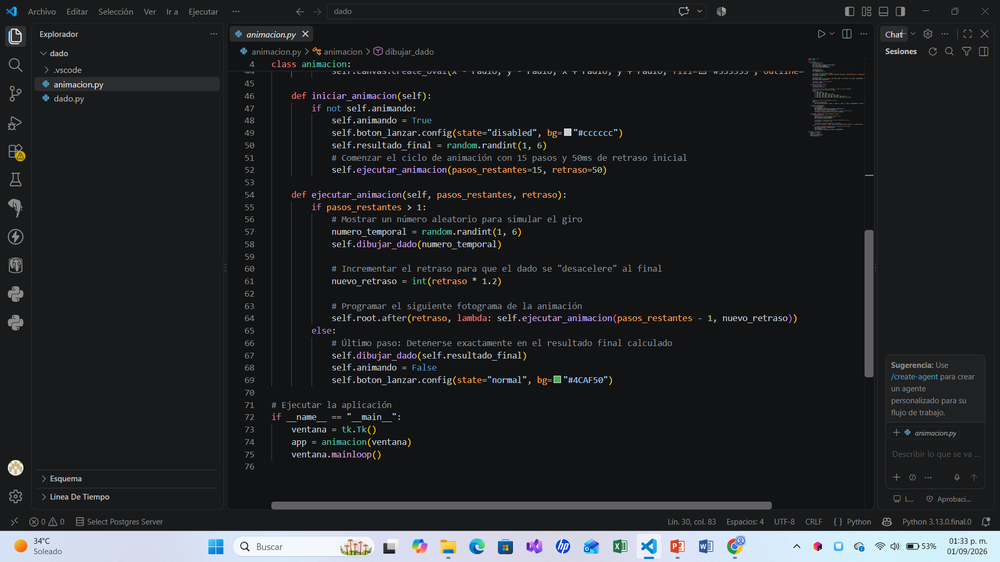 Archivo Editar Selección Ver Ir a Ejecutar ···
dado
Explorador
dado
.vscode
animacion.py
dado.py
Esquema
Línea De Tiempo
animacion.py
animacion.py > animacion > dibujar_dado
4 class animacion:
44 self.canvas.create_oval(x - radio, y - radio, x + radio, y + radio, fill="#333333", outline=
45
46 def iniciar_animacion(self):
47 if not self.animando:
48 self.animando = True
49 self.boton_lanzar.config(state="disabled", bg="#cccccc")
50 self.resultado_final = random.randint(1, 6)
51 # Comenzar el ciclo de animación con 15 pasos y 50ms de retraso inicial
52 self.ejecutar_animacion(pasos_restantes=15, retraso=50)
53
54 def ejecutar_animacion(self, pasos_restantes, retraso):
55 if pasos_restantes > 1:
56 # Mostrar un número aleatorio para simular el giro
57 numero_temporal = random.randint(1, 6)
58 self.dibujar_dado(numero_temporal)
59
60 # Incrementar el retraso para que el dado se "desacelere" al final
61 nuevo_retraso = int(retraso * 1.2)
62
63 # Programar el siguiente fotograma de la animación
64 self.root.after(retraso, lambda: self.ejecutar_animacion(pasos_restantes - 1, nuevo_retraso))
65 else:
66 # Último paso: Detenerse exactamente en el resultado final calculado
67 self.dibujar_dado(self.resultado_final)
68 self.animando = False
69 self.boton_lanzar.config(state="normal", bg="#4CAF50")
70
71 # Ejecutar la aplicación
72 if __name__ == "__main__":
73 ventana = tk.Tk()
74 app = animacion(ventana)
75 ventana.mainloop()
76
Chat
Sesiones
Sugerencia: Use
/create-agent para crear
un agente
personalizado para su
flujo de trabajo.
animacion.py
Describir lo que se va ...
L... Aprobaci...
0 0 Select Postgres Server
Lín. 30, col. 83 Espacios: 4 UTF-8 CRLF { } Python Python 3.13.0.final.0
34°C
Soleado
Buscar
53%
01:33 p. m.
01/09/2026